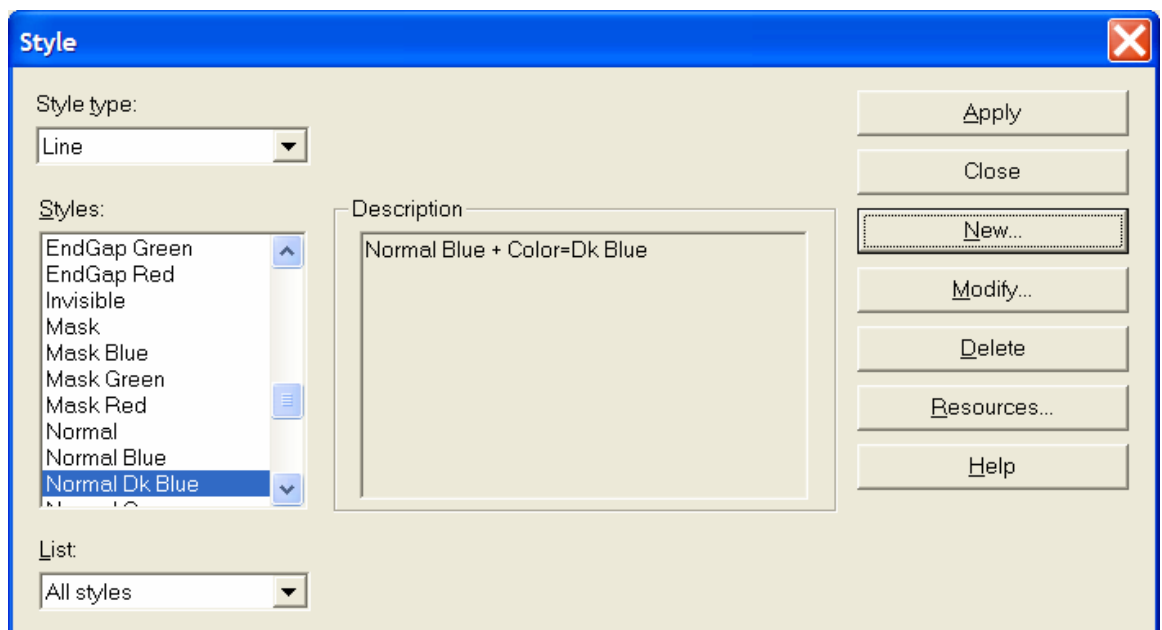 Style
Style type:
Line
Styles:
EndGap Green
EndGap Red
Invisible
Mask
Mask Blue
Mask Green
Mask Red
Normal
Normal Blue
Normal Dk Blue
Description
Normal Blue + Color=Dk Blue
List:
All styles
Apply
Close
New...
Modify...
Delete
Resources...
Help